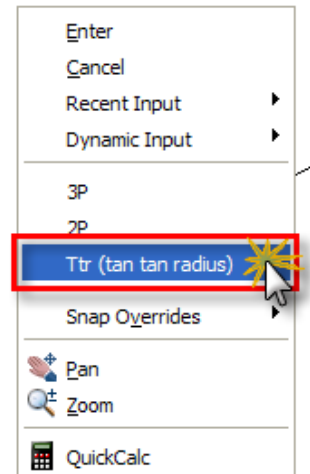 Enter
Cancel
Recent Input
Dynamic Input
3P
2P
Ttr (tan tan radius)
Snap Overrides
Pan
Zoom
QuickCalc